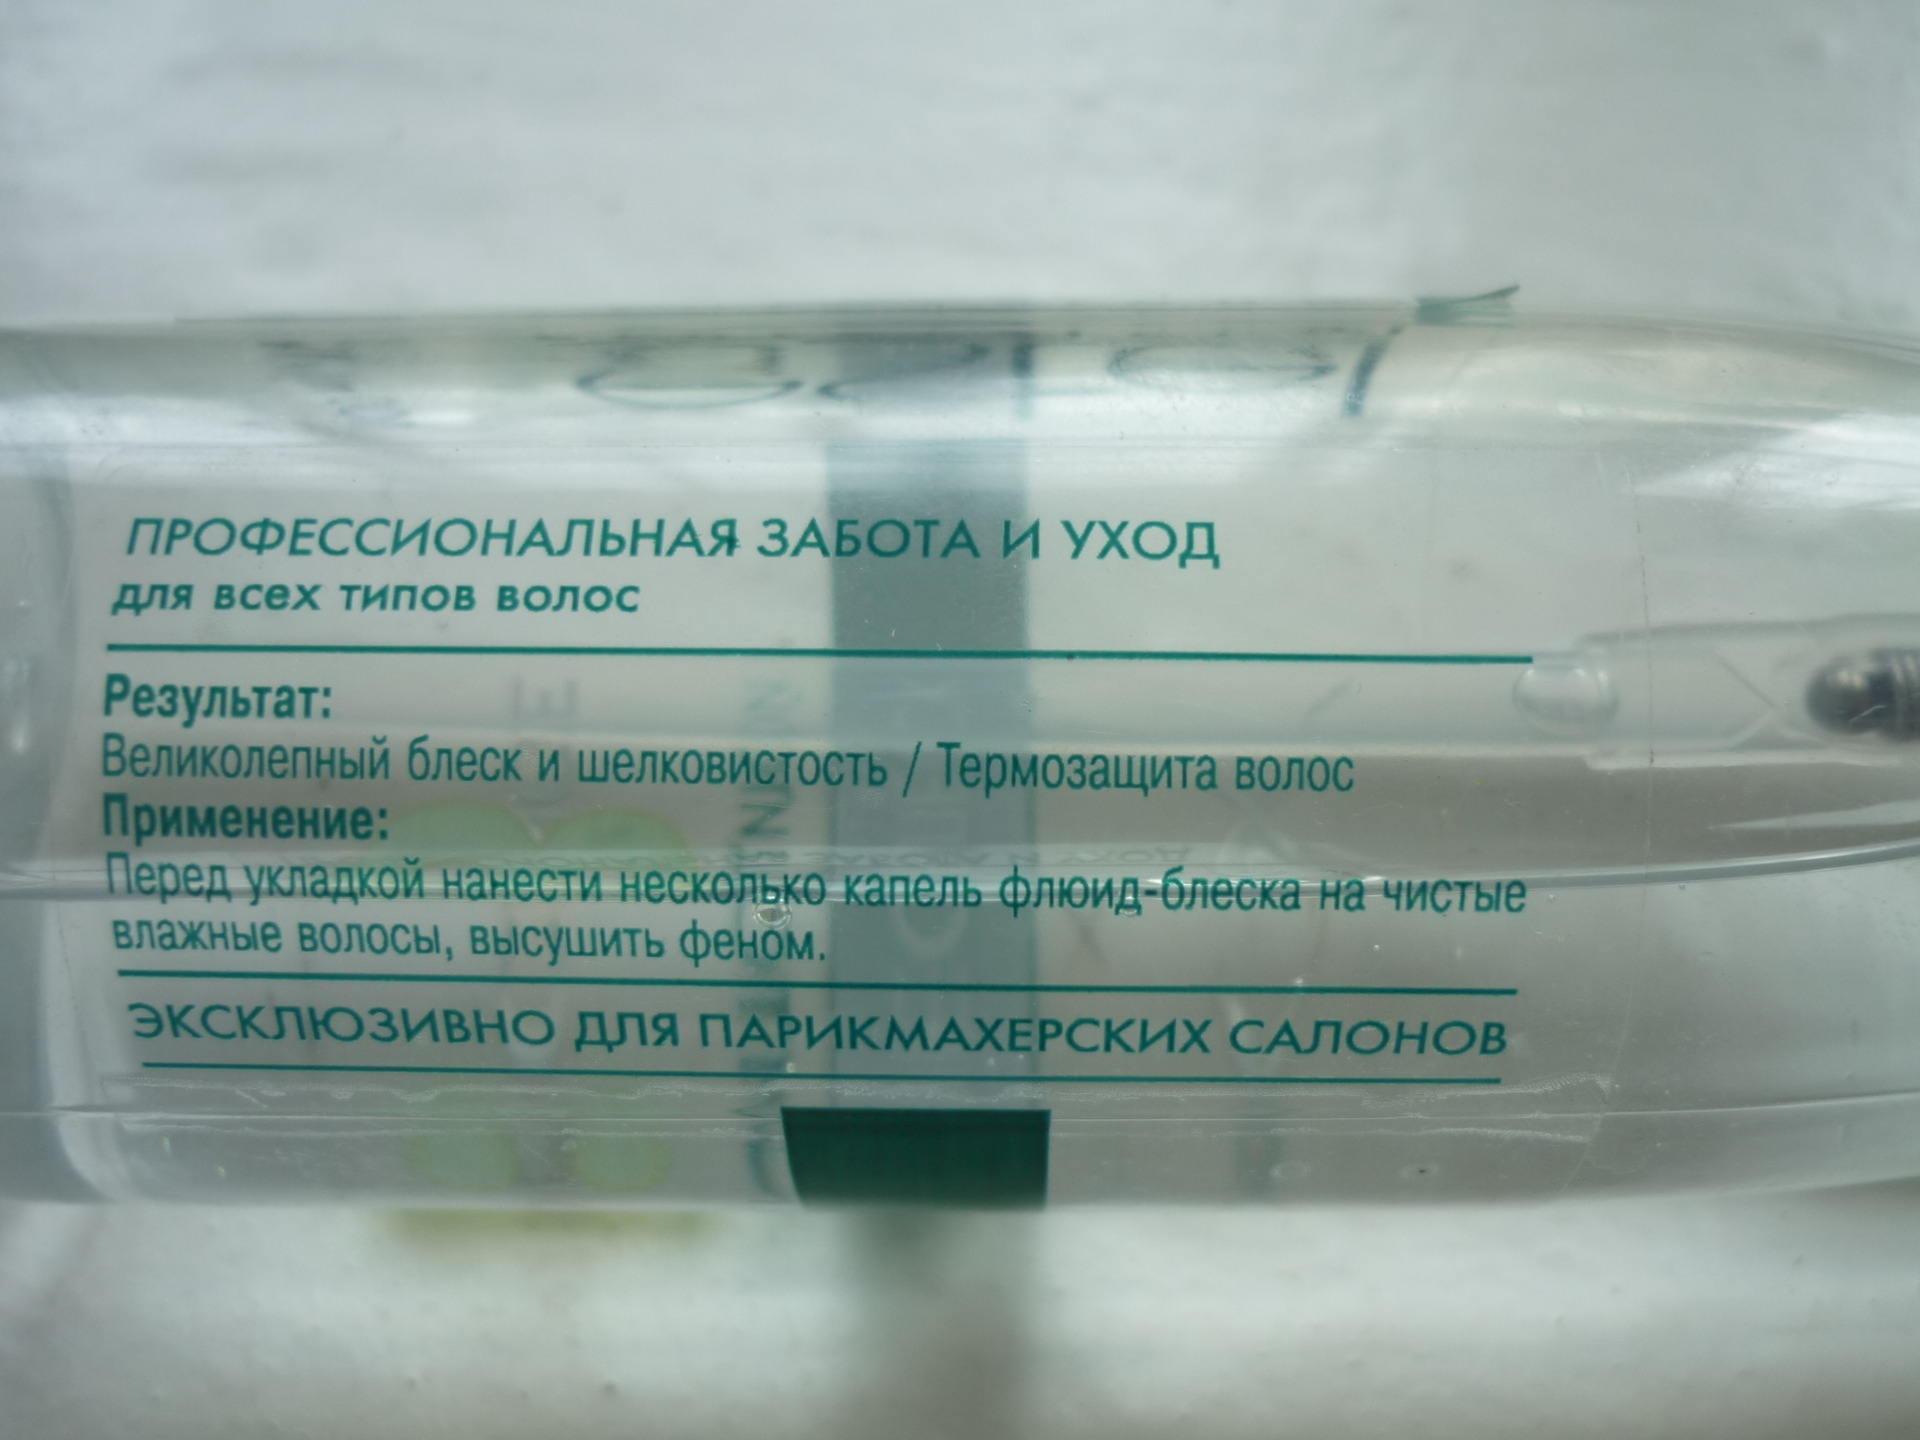 ПРОФЕССИОНАЛЬНАЯ ЗАБОТА И УХОД
для всех типов волос
Результат:
Великолепный блеск и шелковистость / Термозащита волос
Применение:
Перед укладкой нанести несколько капель флюид-блеска на чистые
влажные волосы, высушить феном.
ЭКСКЛЮЗИВНО ДЛЯ ПАРИКМАХЕРСКИХ САЛОНОВ